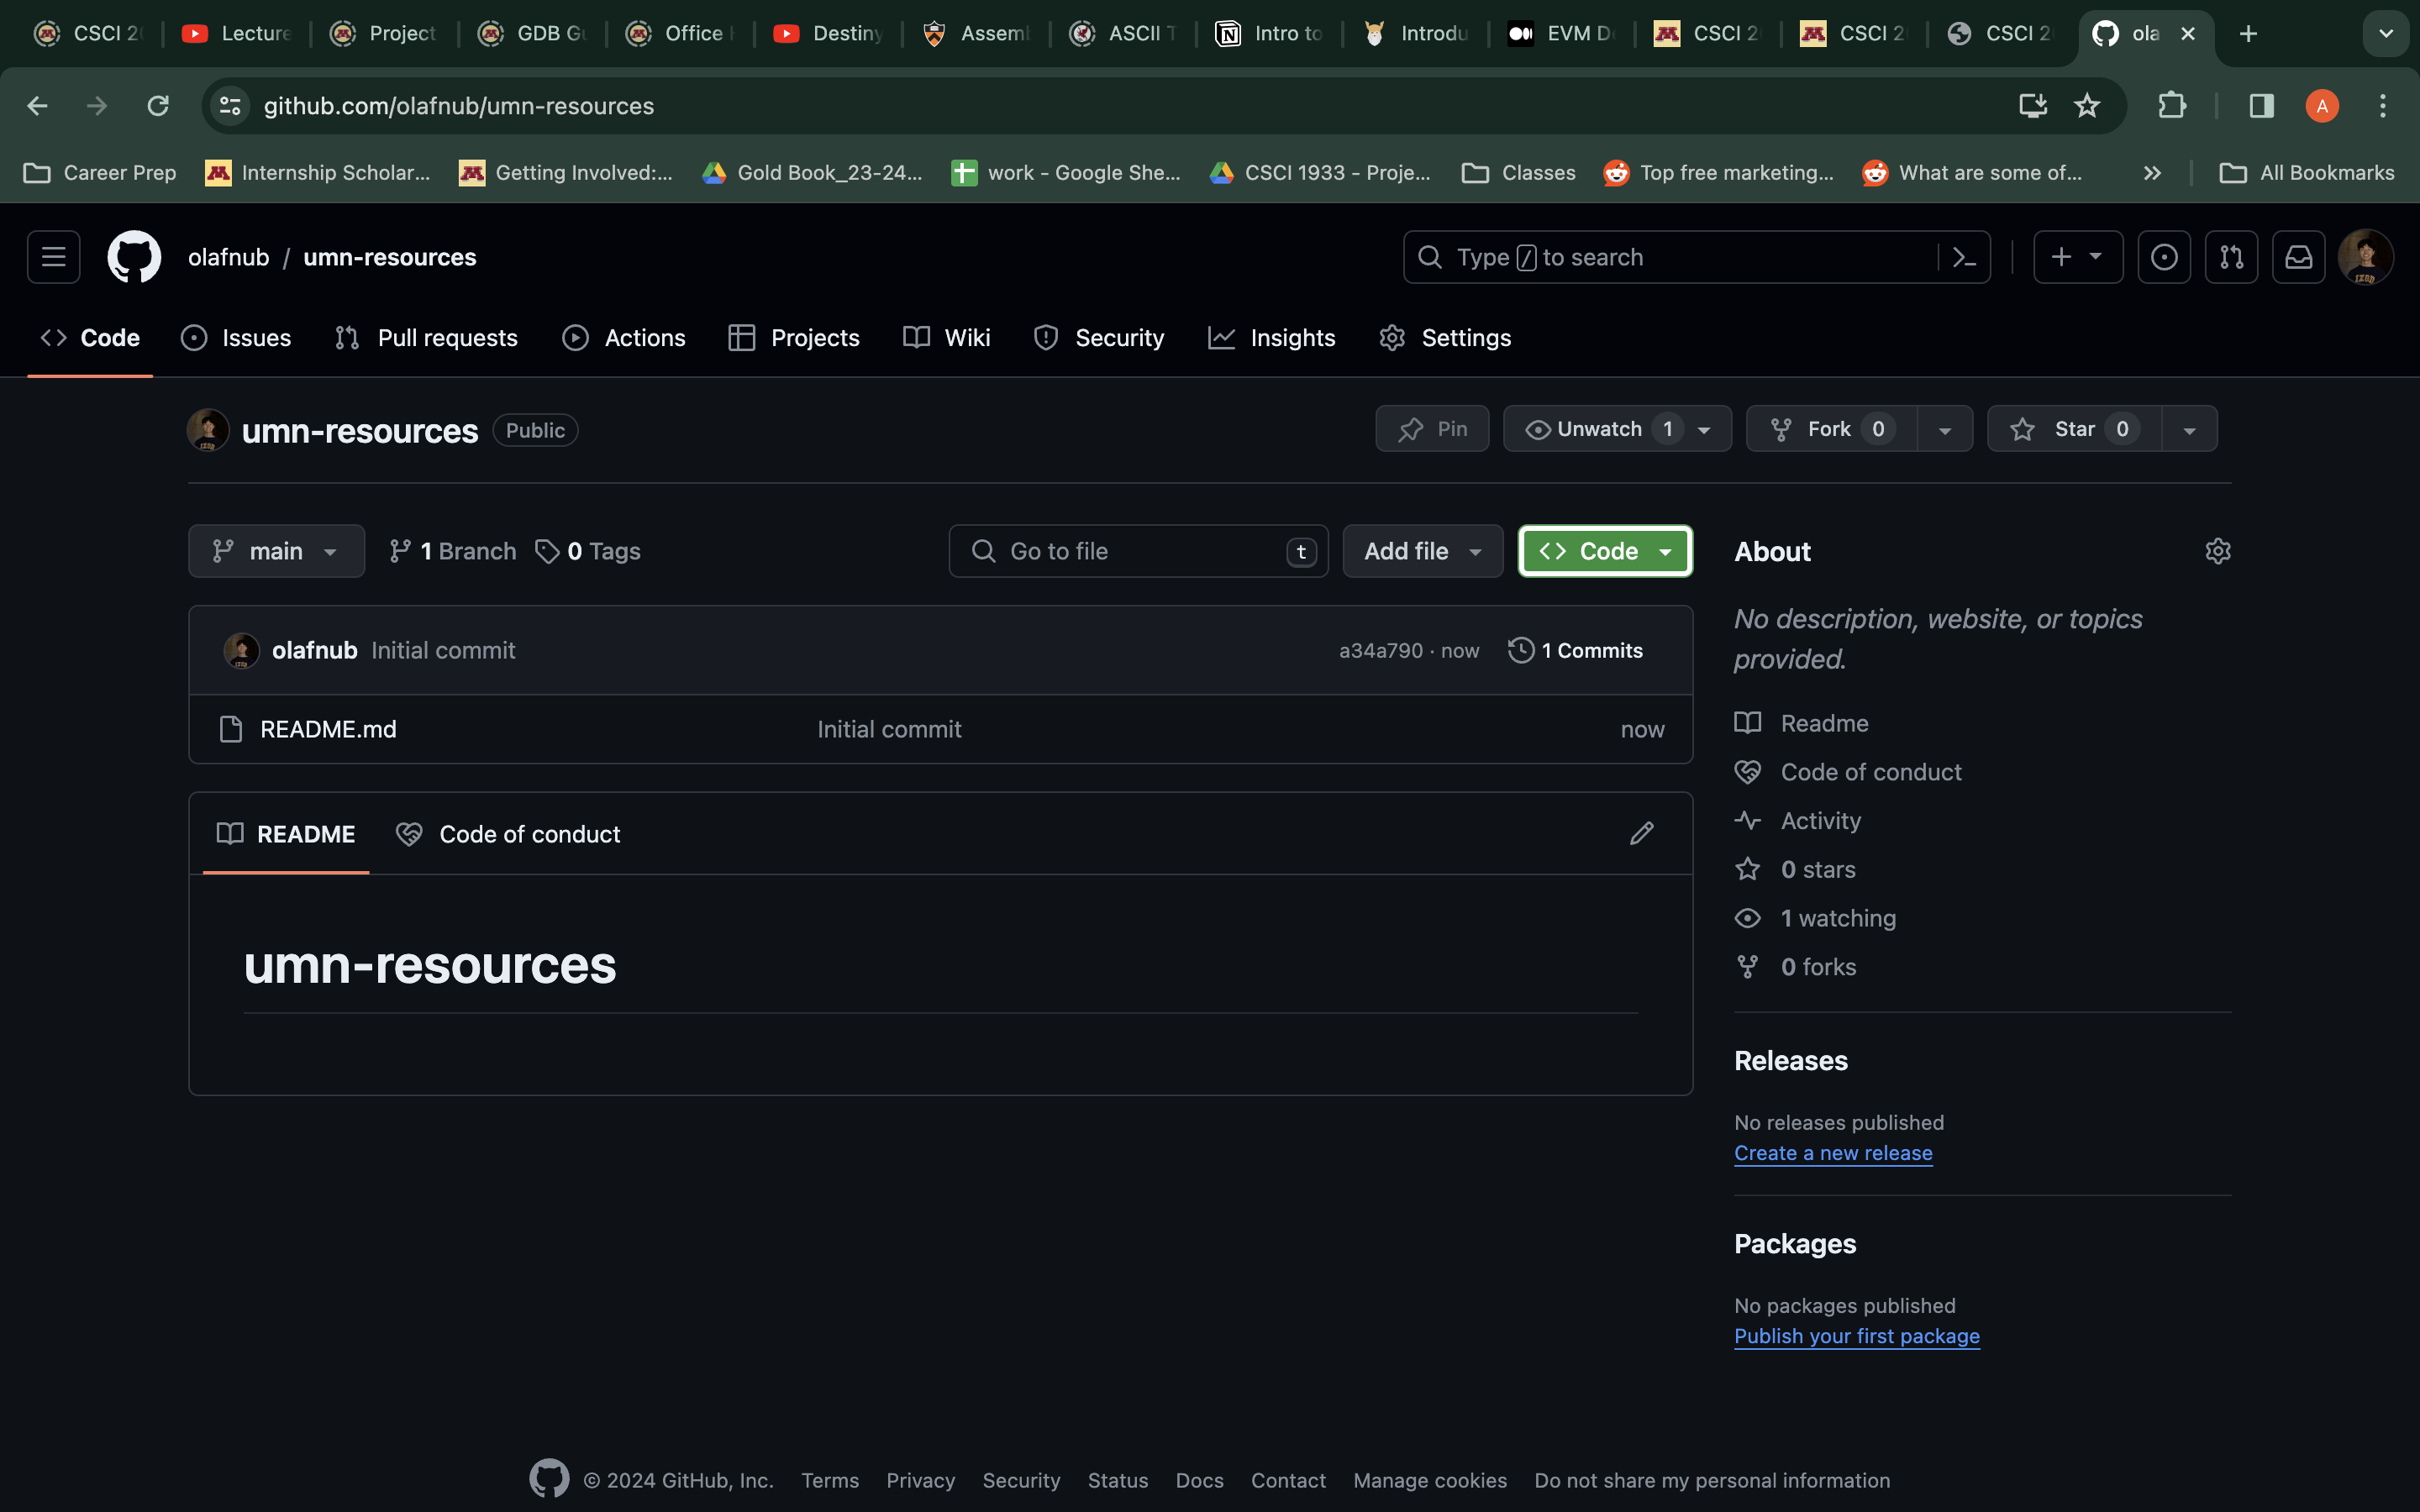 CSCI 20 Lecture Project GDB Gu Office H Destiny Assem ASCII T Intro to Introdu EVM De CSCI 2 CSCI 2 CSCI 2 ola
github.com/olafnub/umn-resources A
Career Prep Internship Scholar... Getting Involved:... Gold Book_23-24... work - Google She... CSCI 1933 - Proje... Classes Top free marketing... What are some of... All Bookmarks
olafnub / umn-resources Type / to search
Code Issues Pull requests Actions Projects Wiki Security Insights Settings
umn-resources Public Pin Unwatch 1 Fork 0 Star 0
main 1 Branch 0 Tags Go to file t Add file Code About
No description, website, or topics
provided.
olafnub Initial commit a34a790 · now 1 Commits
README.md Initial commit now
Readme
Code of conduct
Activity
0 stars
1 watching
0 forks
README Code of conduct
umn-resources
Releases
No releases published
Create a new release
Packages
No packages published
Publish your first package
© 2024 GitHub, Inc. Terms Privacy Security Status Docs Contact Manage cookies Do not share my personal information